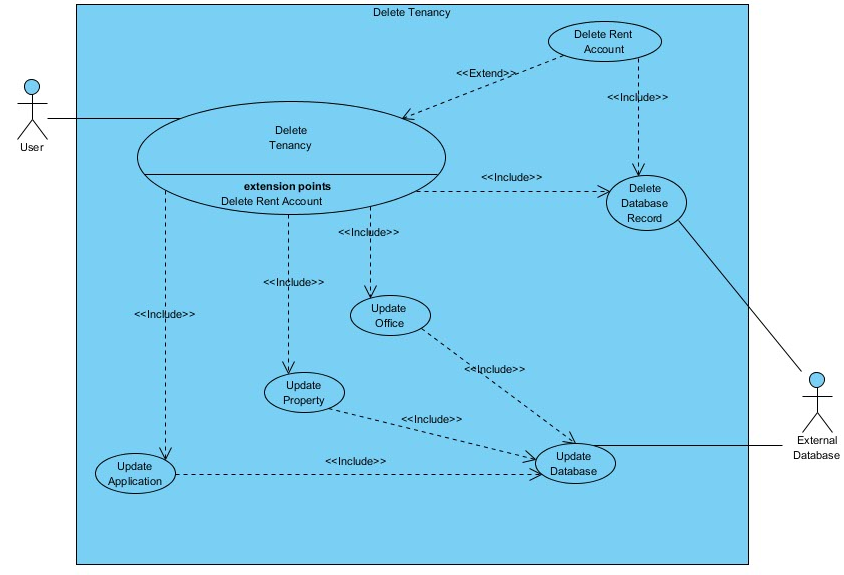 Delete Tenancy
Delete Rent
Account
<<Extend>>
<<Include>>
User
Delete
Tenancy
extension points
Delete Rent Account
<<Include>>
Delete
Database
Record
<<Include>>
<<Include>>
<<Include>>
Update
Office
<<Include>>
Update
Property
<<Include>>
External
Database
Update
Database
<<Include>>
Update
Application